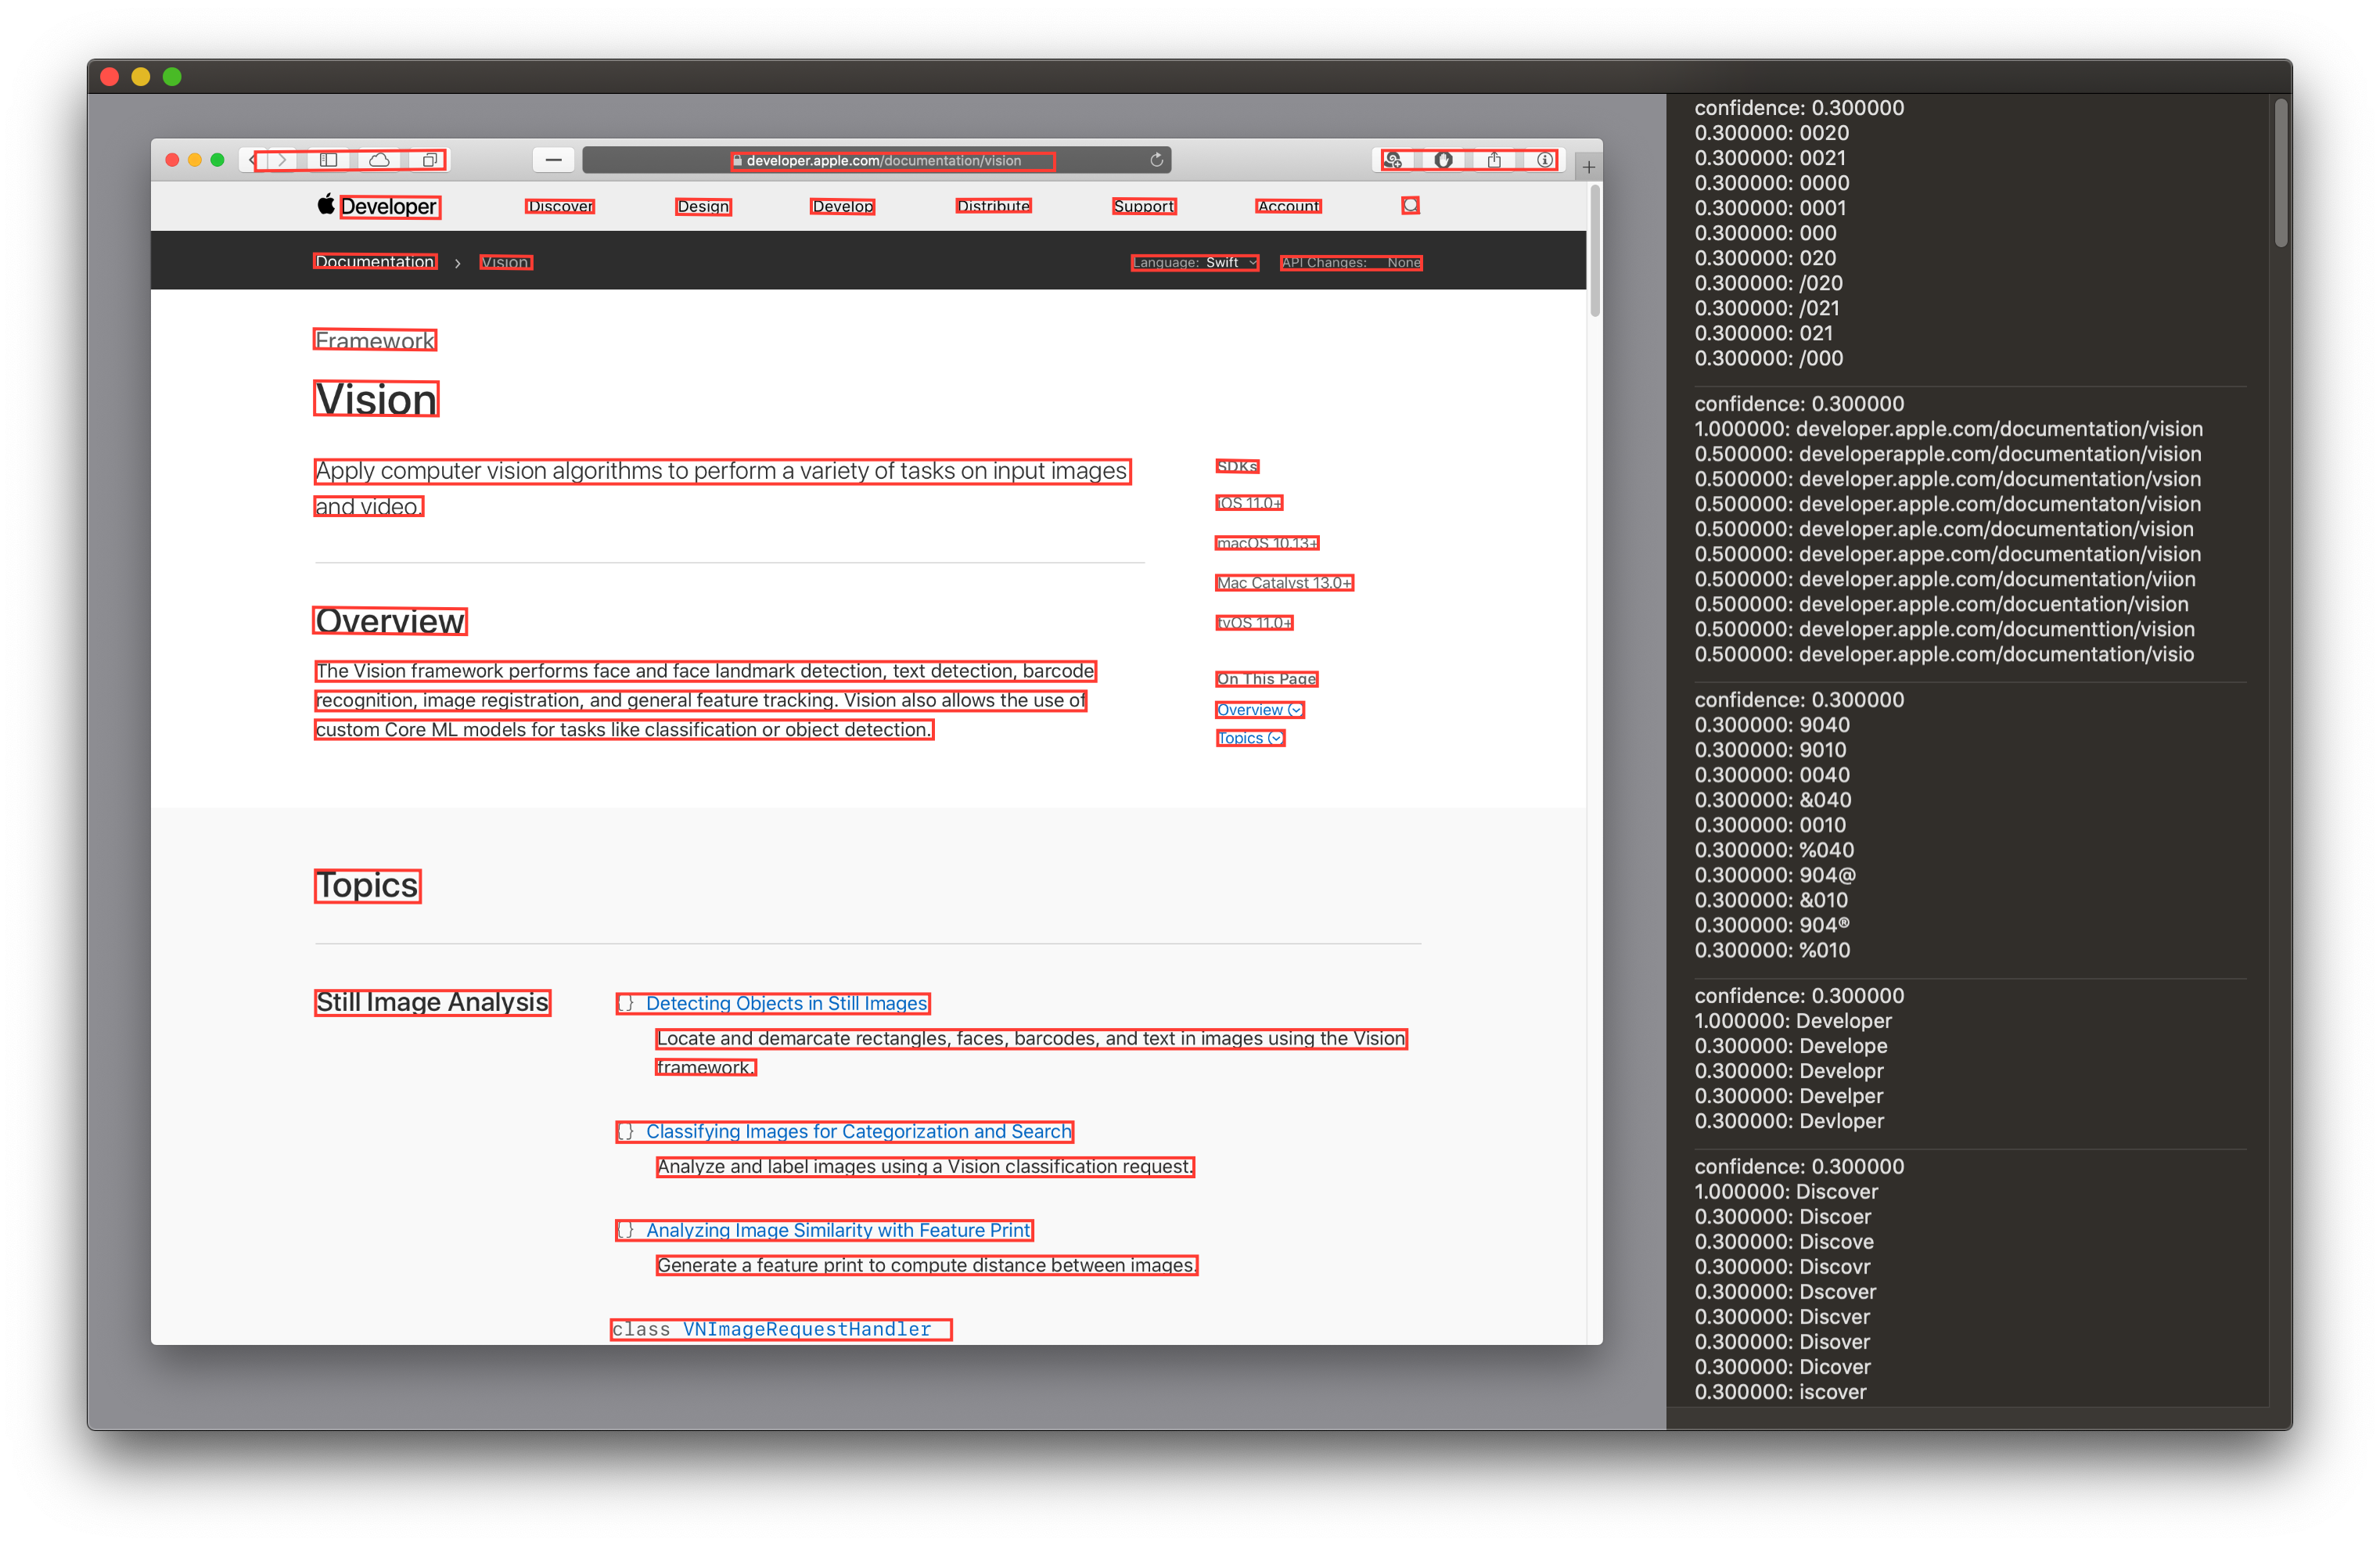 developer.apple.com/documentation/vision
Developer
Discover
Design
Develop
Distribute
Support
Account
Documentation
Vision
Language: Swift
API Changes: None
Framework
Vision
Apply computer vision algorithms to perform a variety of tasks on input images
and video.
SDKs
iOS 11.0+
macOS 10.13+
Mac Catalyst 13.0+
tvOS 11.0+
Overview
The Vision framework performs face and face landmark detection, text detection, barcode
recognition, image registration, and general feature tracking. Vision also allows the use of
custom Core ML models for tasks like classification or object detection.
On This Page
Overview
Topics
Topics
Still Image Analysis
{} Detecting Objects in Still Images
Locate and demarcate rectangles, faces, barcodes, and text in images using the Vision
framework.
{} Classifying Images for Categorization and Search
Analyze and label images using a Vision classification request.
{} Analyzing Image Similarity with Feature Print
Generate a feature print to compute distance between images.
class VNImageRequestHandler
confidence: 0.300000
0.300000: 0020
0.300000: 0021
0.300000: 0000
0.300000: 0001
0.300000: 000
0.300000: 020
0.300000: /020
0.300000: /021
0.300000: 021
0.300000: /000
confidence: 0.300000
1.000000: developer.apple.com/documentation/vision
0.500000: developerapple.com/documentation/vision
0.500000: developer.apple.com/documentation/vsion
0.500000: developer.apple.com/documentaton/vision
0.500000: developer.aple.com/documentation/vision
0.500000: developer.appe.com/documentation/vision
0.500000: developer.apple.com/documentation/viion
0.500000: developer.apple.com/docuentation/vision
0.500000: developer.apple.com/documenttion/vision
0.500000: developer.apple.com/documentation/visio
confidence: 0.300000
0.300000: 9040
0.300000: 9010
0.300000: 0040
0.300000: &040
0.300000: 0010
0.300000: %040
0.300000: 904@
0.300000: &010
0.300000: 904®
0.300000: %010
confidence: 0.300000
1.000000: Developer
0.300000: Develope
0.300000: Developr
0.300000: Develper
0.300000: Devloper
confidence: 0.300000
1.000000: Discover
0.300000: Discoer
0.300000: Discove
0.300000: Discovr
0.300000: Dscover
0.300000: Discver
0.300000: Disover
0.300000: Dicover
0.300000: iscover